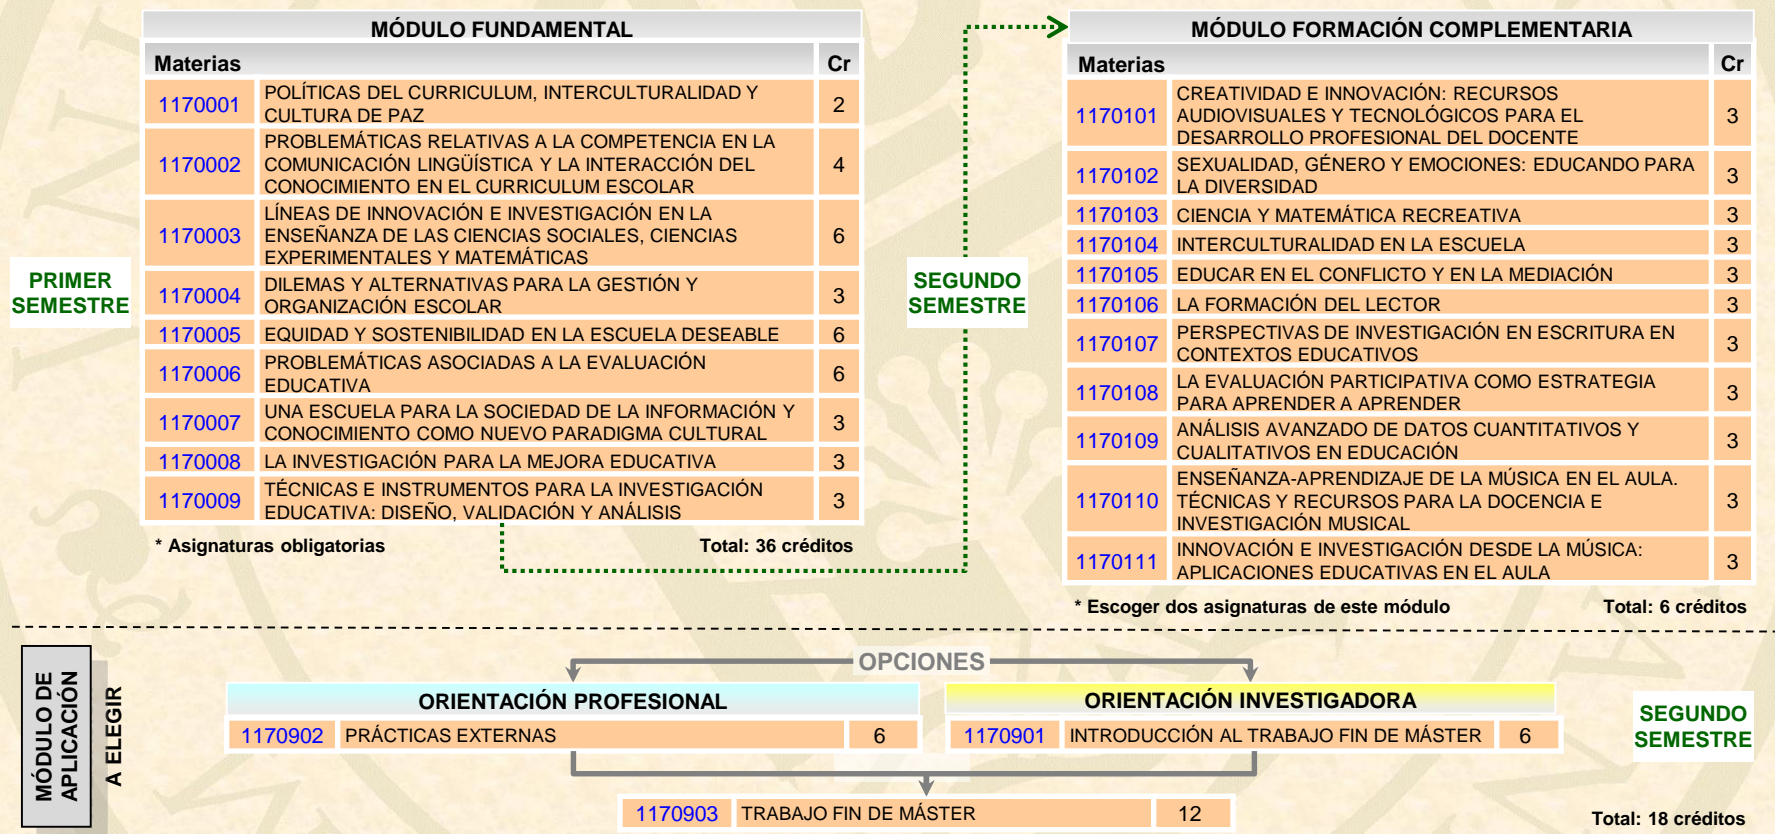 MÓDULO FUNDAMENTAL
Materias Cr
1170001 POLÍTICAS DEL CURRICULUM, INTERCULTURALIDAD Y
CULTURA DE PAZ 2
1170002 PROBLEMÁTICAS RELATIVAS A LA COMPETENCIA EN LA
COMUNICACIÓN LINGÜÍSTICA Y LA INTERACCIÓN DEL
CONOCIMIENTO EN EL CURRICULUM ESCOLAR 4
1170003 LÍNEAS DE INNOVACIÓN E INVESTIGACIÓN EN LA
ENSEÑANZA DE LAS CIENCIAS SOCIALES, CIENCIAS
EXPERIMENTALES Y MATEMÁTICAS 6
1170004 DILEMAS Y ALTERNATIVAS PARA LA GESTIÓN Y
ORGANIZACIÓN ESCOLAR 3
1170005 EQUIDAD Y SOSTENIBILIDAD EN LA ESCUELA DESEABLE 6
1170006 PROBLEMÁTICAS ASOCIADAS A LA EVALUACIÓN
EDUCATIVA 6
1170007 UNA ESCUELA PARA LA SOCIEDAD DE LA INFORMACIÓN Y
CONOCIMIENTO COMO NUEVO PARADIGMA CULTURAL 3
1170008 LA INVESTIGACIÓN PARA LA MEJORA EDUCATIVA 3
1170009 TÉCNICAS E INSTRUMENTOS PARA LA INVESTIGACIÓN
EDUCATIVA: DISEÑO, VALIDACIÓN Y ANÁLISIS 3
* Asignaturas obligatorias Total: 36 créditos
PRIMER
SEMESTRE
SEGUNDO
SEMESTRE
MÓDULO FORMACIÓN COMPLEMENTARIA
Materias Cr
1170101 CREATIVIDAD E INNOVACIÓN: RECURSOS
AUDIOVISUALES Y TECNOLÓGICOS PARA EL
DESARROLLO PROFESIONAL DEL DOCENTE 3
1170102 SEXUALIDAD, GÉNERO Y EMOCIONES: EDUCANDO PARA
LA DIVERSIDAD 3
1170103 CIENCIA Y MATEMÁTICA RECREATIVA 3
1170104 INTERCULTURALIDAD EN LA ESCUELA 3
1170105 EDUCAR EN EL CONFLICTO Y EN LA MEDIACIÓN 3
1170106 LA FORMACIÓN DEL LECTOR 3
1170107 PERSPECTIVAS DE INVESTIGACIÓN EN ESCRITURA EN
CONTEXTOS EDUCATIVOS 3
1170108 LA EVALUACIÓN PARTICIPATIVA COMO ESTRATEGIA
PARA APRENDER A APRENDER 3
1170109 ANÁLISIS AVANZADO DE DATOS CUANTITATIVOS Y
CUALITATIVOS EN EDUCACIÓN 3
1170110 ENSEÑANZA-APRENDIZAJE DE LA MÚSICA EN EL AULA.
TÉCNICAS Y RECURSOS PARA LA DOCENCIA E
INVESTIGACIÓN MUSICAL 3
1170111 INNOVACIÓN E INVESTIGACIÓN DESDE LA MÚSICA:
APLICACIONES EDUCATIVAS EN EL AULA 3
* Escoger dos asignaturas de este módulo Total: 6 créditos
MÓDULO DE
APLICACIÓN
A ELEGIR
OPCIONES
ORIENTACIÓN PROFESIONAL
1170902 PRÁCTICAS EXTERNAS 6
ORIENTACIÓN INVESTIGADORA
1170901 INTRODUCCIÓN AL TRABAJO FIN DE MÁSTER 6
SEGUNDO
SEMESTRE
1170903 TRABAJO FIN DE MÁSTER 12
Total: 18 créditos